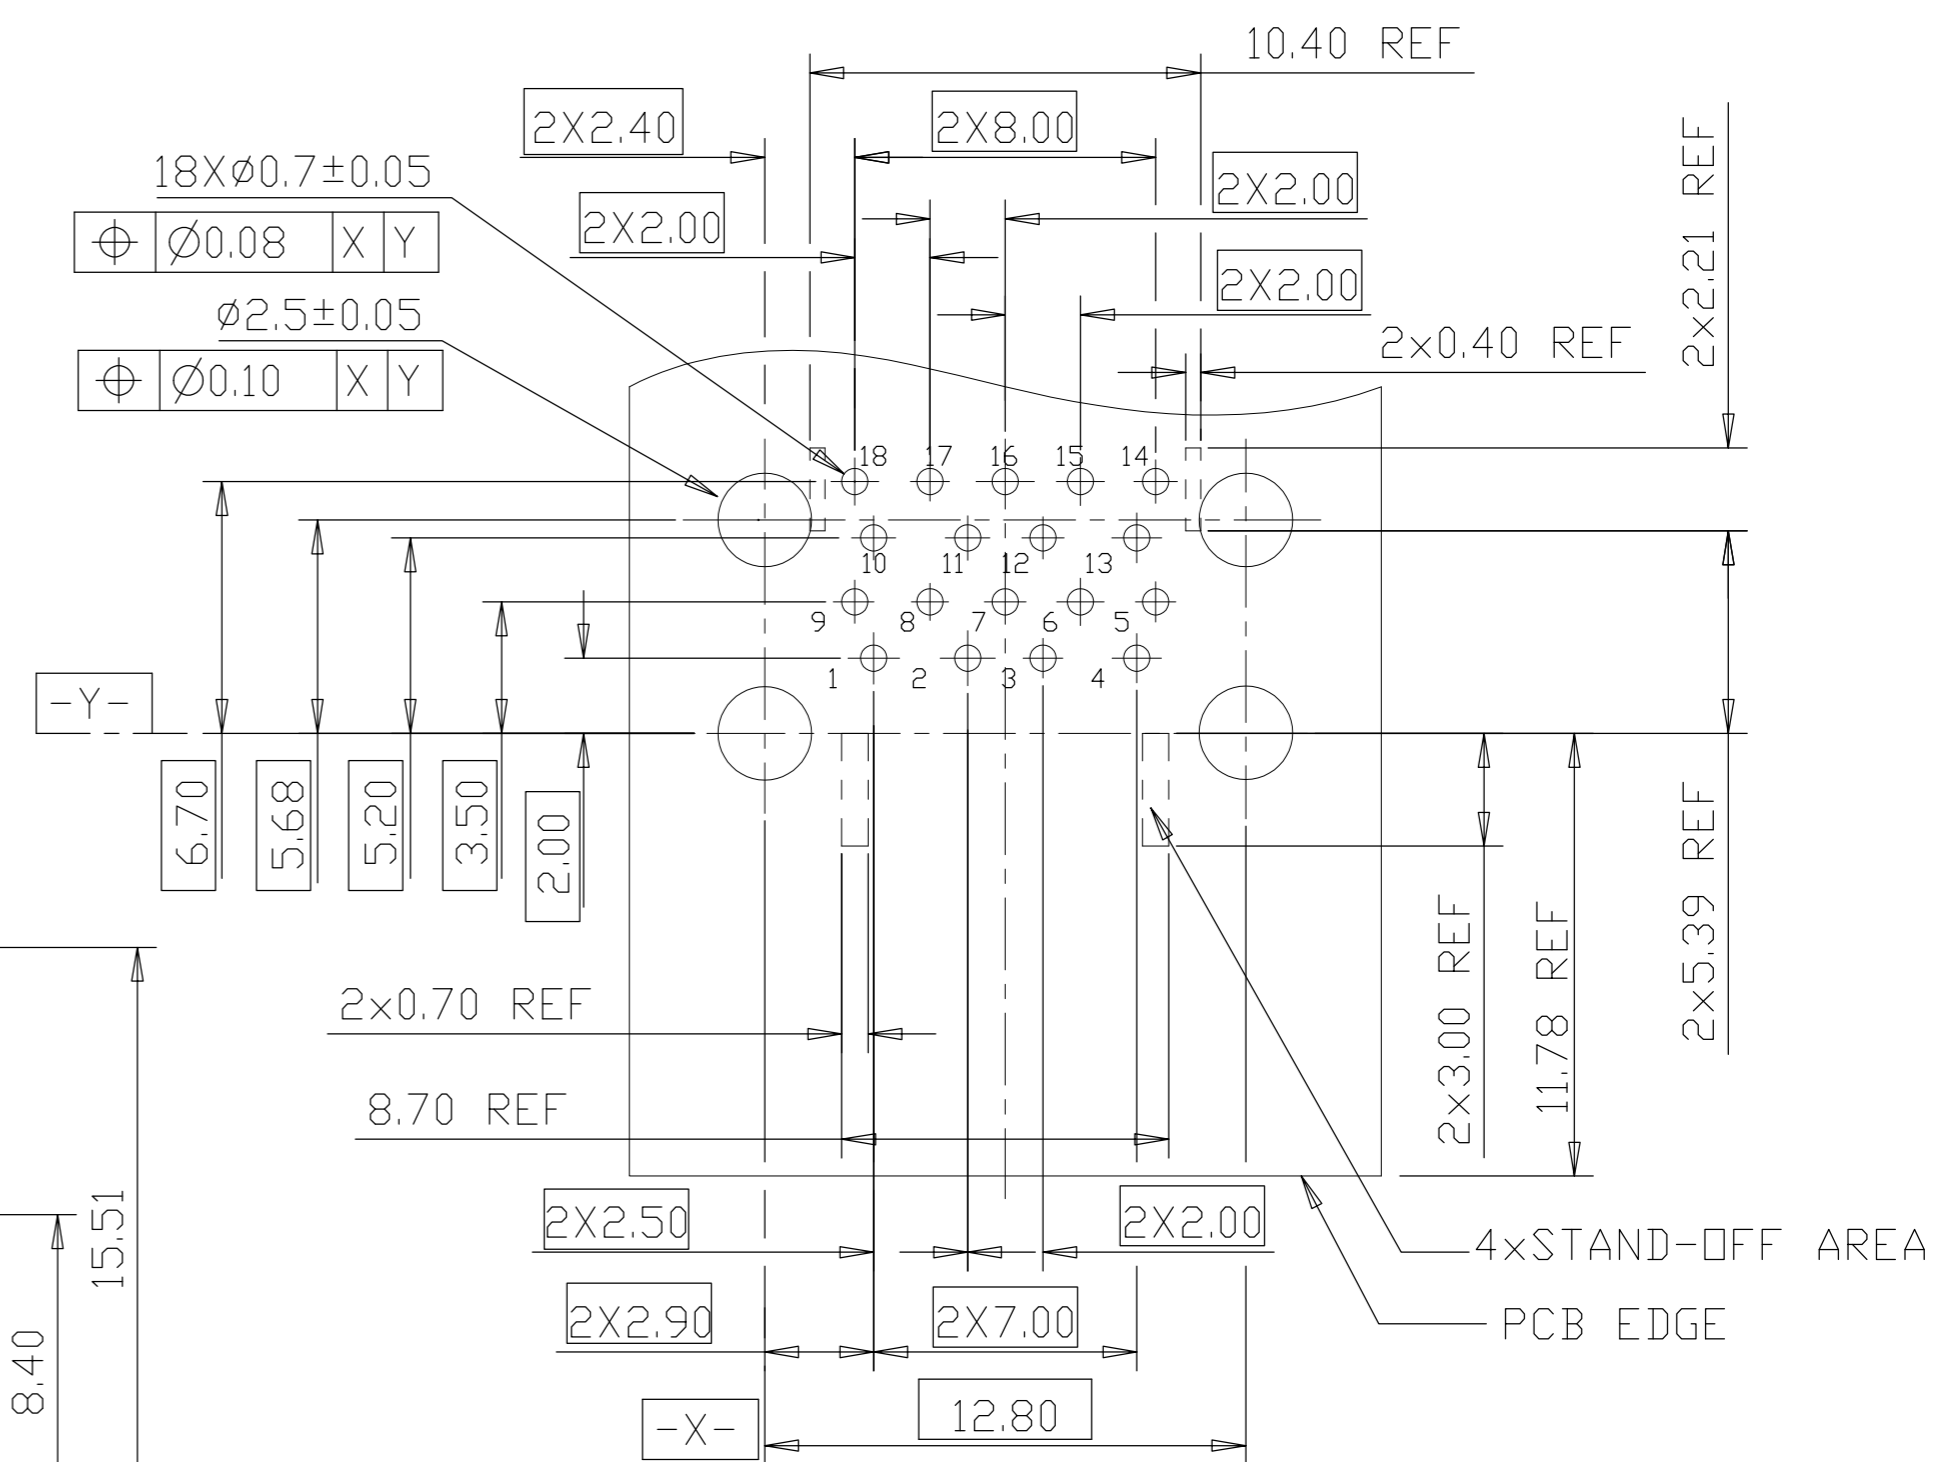 10.40 REF
2X2.40
2X8.00
18XØ0.7±0.05
2X2.00
2X2.00
⌖ Ø0.08 X Y
2X2.00
Ø2.5±0.05
⌖ Ø0.10 X Y
2x0.40 REF
2x2.21 REF
18 17 16 15 14
10 11 12 13
9 8 7 6 5
1 2 3 4
-Y-
6.70
5.68
5.20
3.50
2.00
2x5.39 REF
2x3.00 REF
11.78 REF
2x0.70 REF
8.70 REF
15.51
8.40
2X2.50
2X2.00
4xSTAND-OFF AREA
2X2.90
2X7.00
PCB EDGE
-X-
12.80